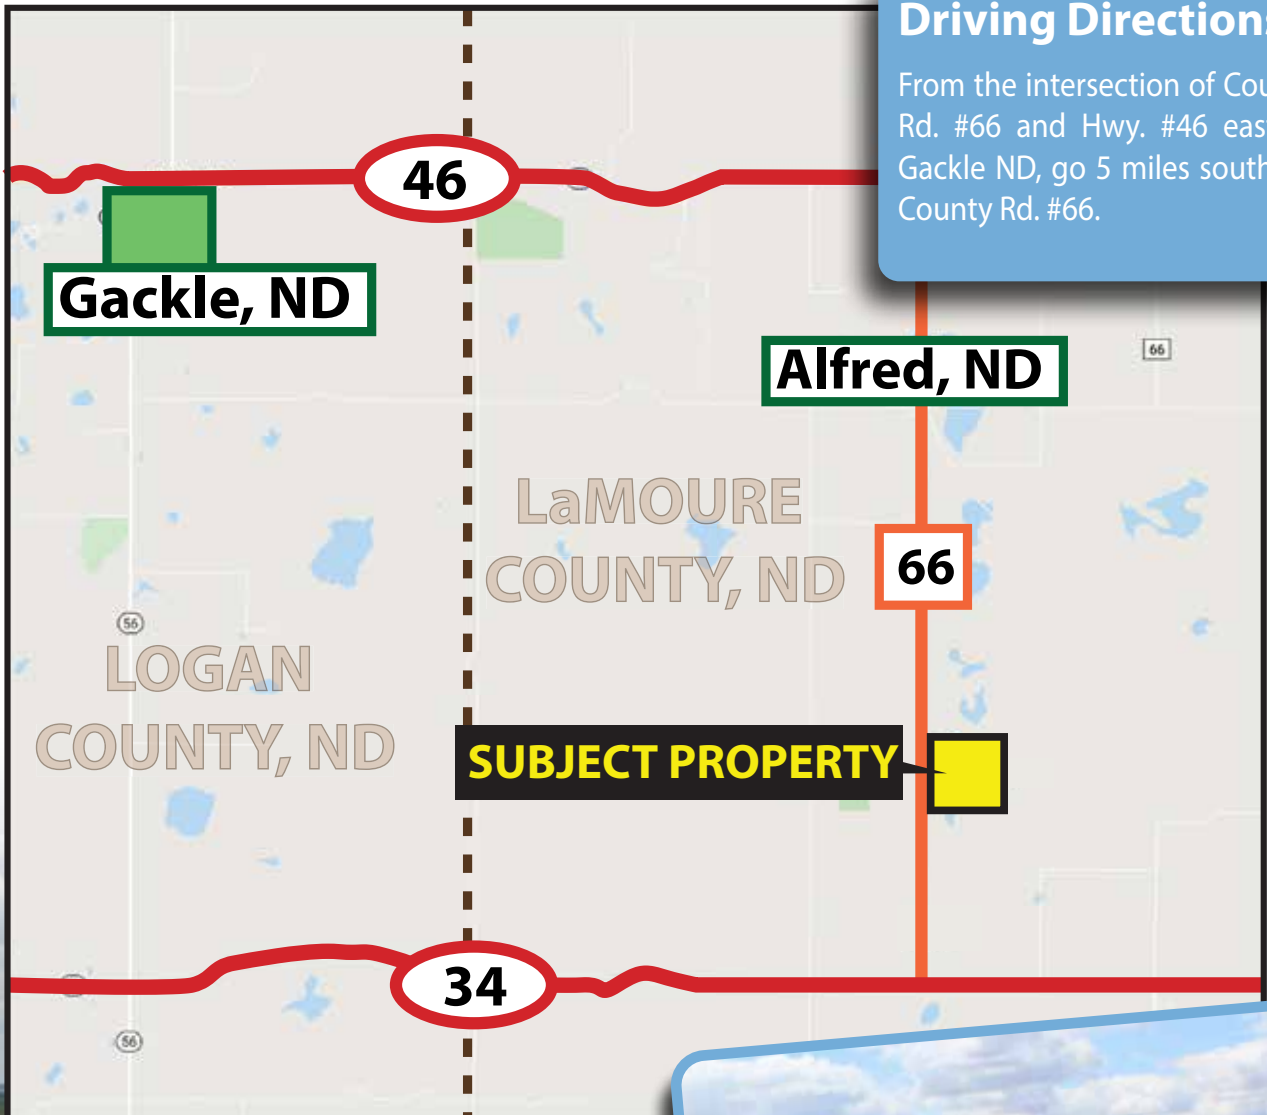 Driving Directions
From the intersection of Cou
Rd. #66 and Hwy. #46 east
Gackle ND, go 5 miles south
County Rd. #66.
46
Gackle, ND
Alfred, ND
66
LaMOURE
COUNTY, ND
66
56
LOGAN
COUNTY, ND
SUBJECT PROPERTY
34
56